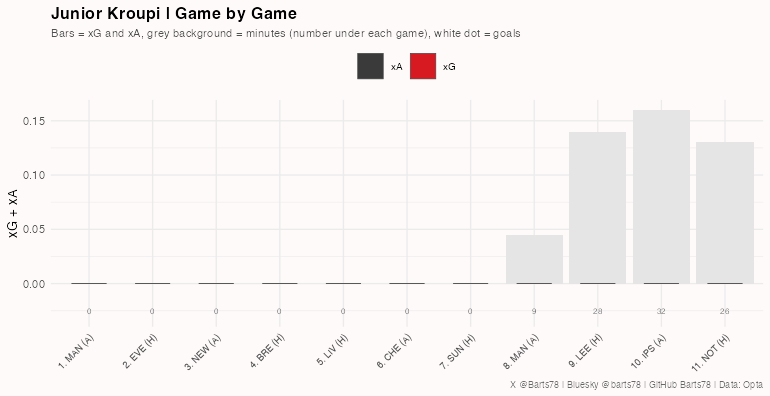 Junior Kroupi | Game by Game
Bars = xG and xA, grey background = minutes (number under each game), white dot = goals
xA xG
xG + xA
0.15
0.10
0.05
0.00
0 0 0 0 0 0 0 9 28 32 26
1. MAN (A) 2. EVE (H) 3. NEW (A) 4. BRE (H) 5. LIV (H) 6. CHE (A) 7. SUN (H) 8. MAN (A) 9. LEE (H) 10. IPS (A) 11. NOT (H)
X @Barts78 | Bluesky @barts78 | GitHub Barts78 | Data: Opta